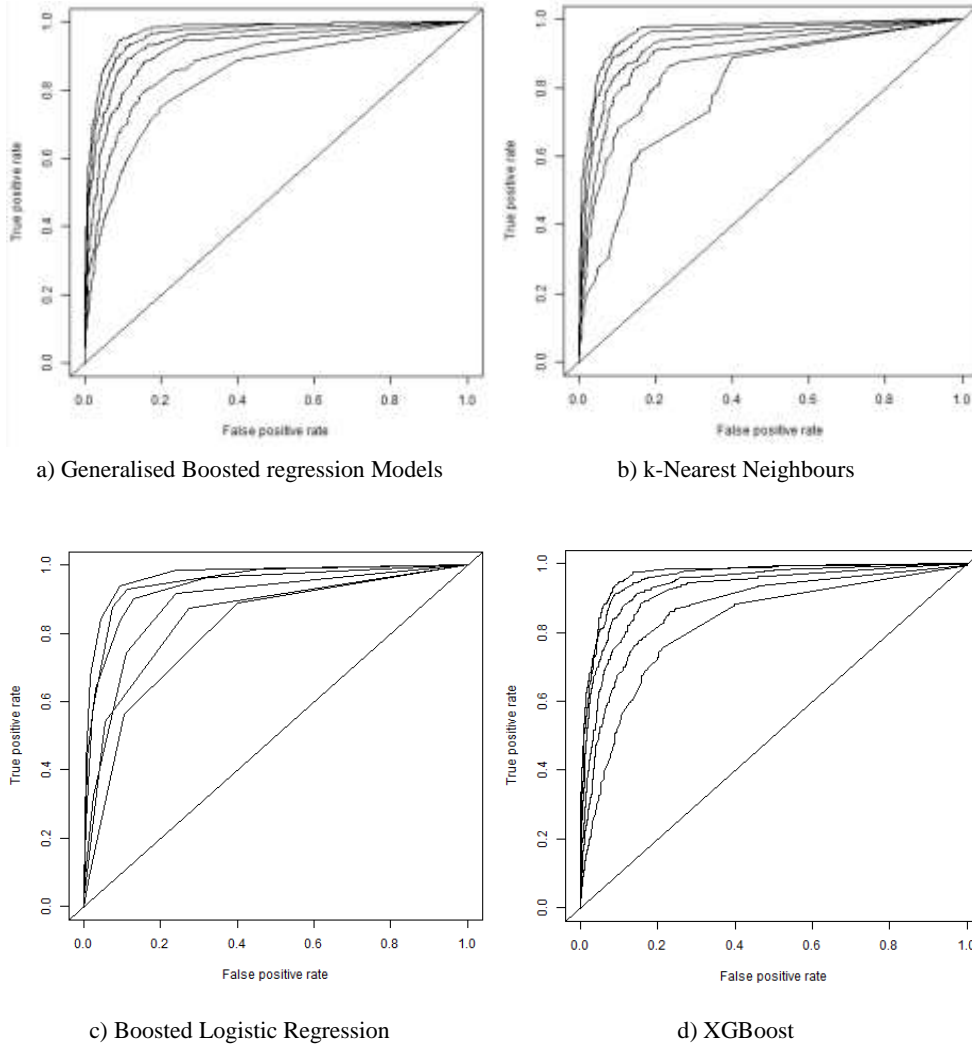 True positive rate
0.0 0.2 0.4 0.6 0.8 1.0
0.0 0.2 0.4 0.6 0.8 1.0
False positive rate
a) Generalised Boosted regression Models
True positive rate
0.0 0.2 0.4 0.6 0.8 1.0
0.0 0.2 0.4 0.6 0.8 1.0
False positive rate
b) k-Nearest Neighbours
True positive rate
0.0 0.2 0.4 0.6 0.8 1.0
0.0 0.2 0.4 0.6 0.8 1.0
False positive rate
c) Boosted Logistic Regression
True positive rate
0.0 0.2 0.4 0.6 0.8 1.0
0.0 0.2 0.4 0.6 0.8 1.0
False positive rate
d) XGBoost